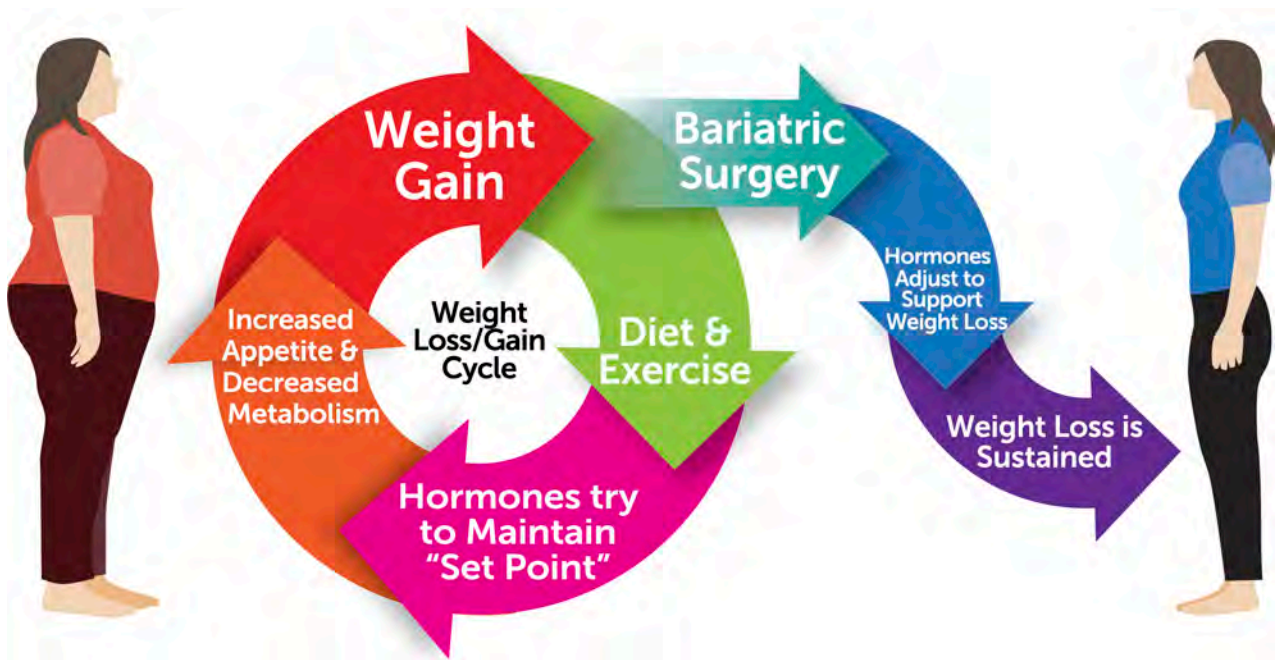 Weight
Gain
Bariatric
Surgery
Hormones
Adjust to
Support
Weight Loss
Weight Loss is
Sustained
Diet &
Exercise
Hormones try
to Maintain
“Set Point”
Increased
Appetite &
Decreased
Metabolism
Weight
Loss/Gain
Cycle